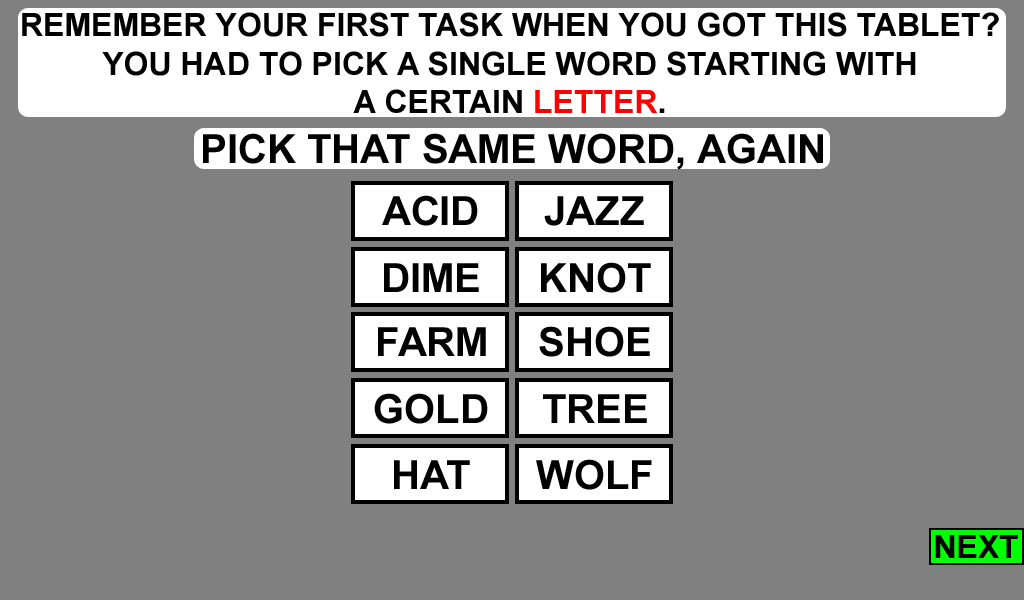 REMEMBER YOUR FIRST TASK WHEN YOU GOT THIS TABLET?
YOU HAD TO PICK A SINGLE WORD STARTING WITH
A CERTAIN LETTER.
PICK THAT SAME WORD, AGAIN
ACID JAZZ
DIME KNOT
FARM SHOE
GOLD TREE
HAT WOLF
NEXT